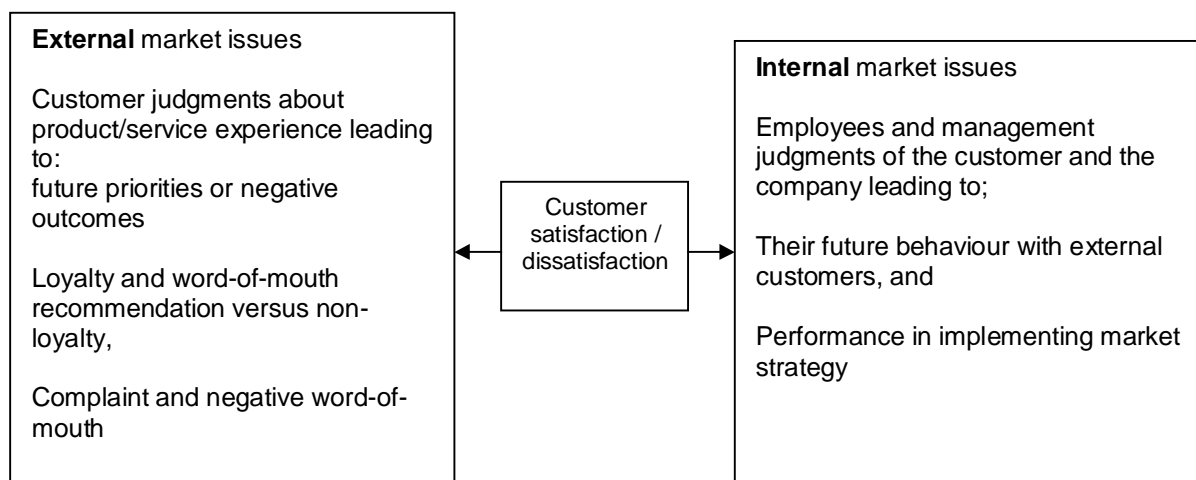 External market issues
Customer judgments about
product/service experience leading
to:
future priorities or negative
outcomes
Loyalty and word-of-mouth
recommendation versus non-
loyalty,
Complaint and negative word-of-
mouth
Customer
satisfaction /
dissatisfaction
Internal market issues
Employees and management
judgments of the customer and the
company leading to;
Their future behaviour with external
customers, and
Performance in implementing market
strategy